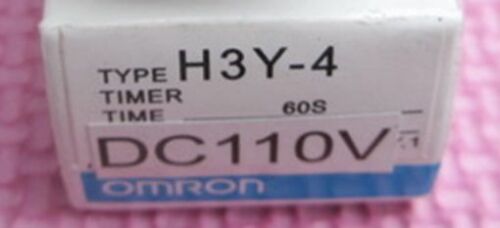 TYPE H3Y-4
TIMER
TIME 60S
DC110V
OMRON